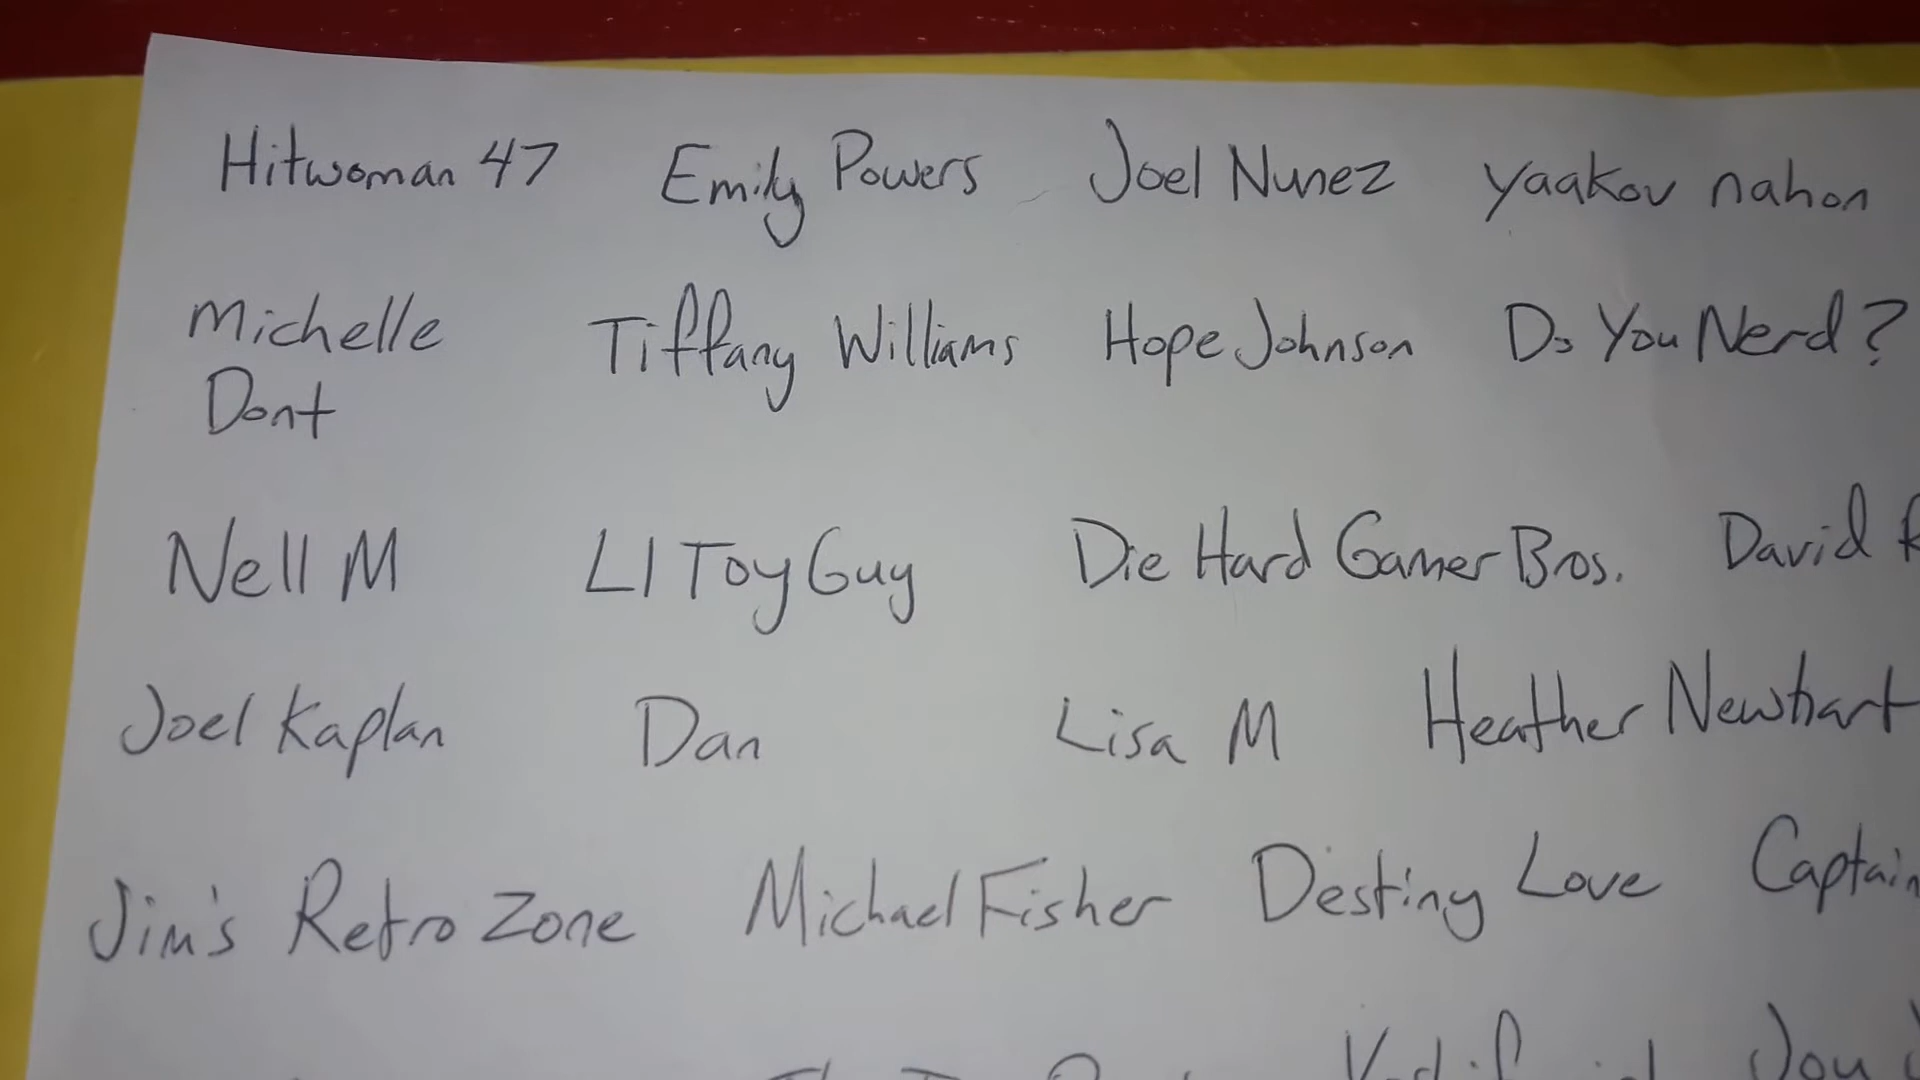 Hitwoman 47 Emily Powers Joel Nunez yaakov nahon
Michelle Tiffany Williams Hope Johnson Do You Nerd?
Dont
Nell M LI Toy Guy Die Hard Gamer Bros. David
Joel Kaplan Dan Lisa M Heather Newhart
Jim's Retro Zone Michael Fisher Destiny Love Captain